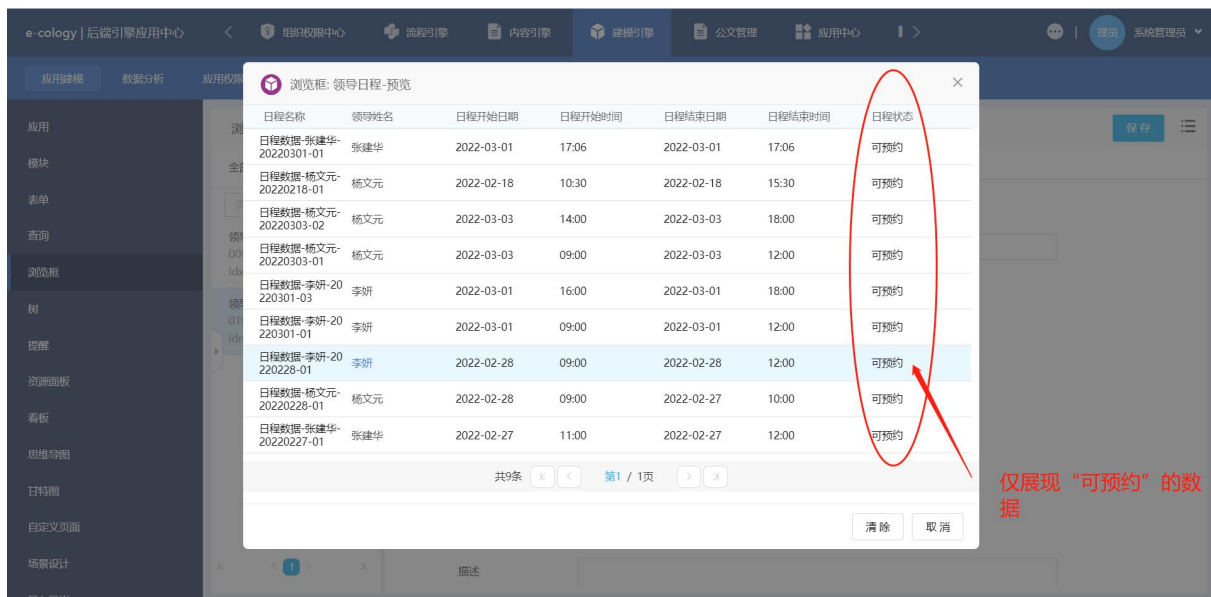 e-cology | 后端引擎应用中心
组织权限中心
流程引擎
内容引擎
建模引擎
公文管理
应用中心
理员
系统管理员
应用建模
数据分析
应用权限
浏览框: 领导日程-预览
保存
应用
模块
表单
查询
浏览框
树
提醒
资源面板
看板
思维导图
甘特图
自定义页面
场景设计
日程名称 领导姓名 日程开始日期 日程开始时间 日程结束日期 日程结束时间 日程状态
日程数据-张建华-
20220301-01 张建华 2022-03-01 17:06 2022-03-01 17:06 可预约
日程数据-杨文元-
20220218-01 杨文元 2022-02-18 10:30 2022-02-18 15:30 可预约
日程数据-杨文元-
20220303-02 杨文元 2022-03-03 14:00 2022-03-03 18:00 可预约
日程数据-杨文元-
20220303-01 杨文元 2022-03-03 09:00 2022-03-03 12:00 可预约
日程数据-李妍-20
220301-03 李妍 2022-03-01 16:00 2022-03-01 18:00 可预约
日程数据-李妍-20
220301-01 李妍 2022-03-01 09:00 2022-03-01 12:00 可预约
日程数据-李妍-20
220228-01 李妍 2022-02-28 09:00 2022-02-28 12:00 可预约
日程数据-杨文元-
20220228-01 杨文元 2022-02-28 09:00 2022-02-27 10:00 可预约
日程数据-张建华-
20220227-01 张建华 2022-02-27 11:00 2022-02-27 12:00 可预约
共9条 第1 / 1页
清除 取消
仅展现“可预约”的数
据
1
描述